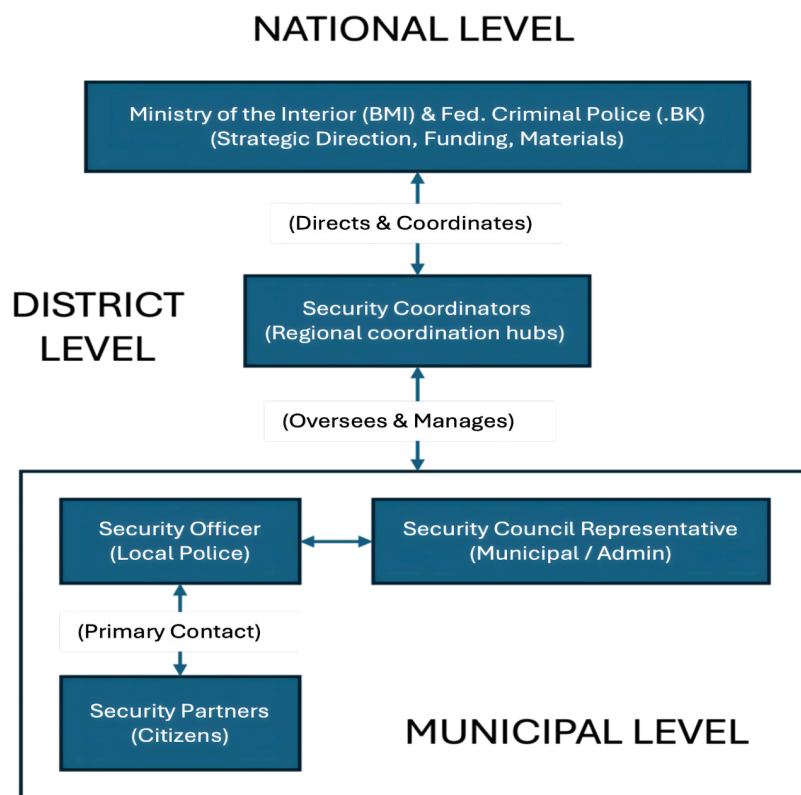 NATIONAL LEVEL
Ministry of the Interior (BMI) & Fed. Criminal Police (.BK)
(Strategic Direction, Funding, Materials)
(Directs & Coordinates)
DISTRICT
LEVEL
Security Coordinators
(Regional coordination hubs)
(Oversees & Manages)
Security Officer
(Local Police)
Security Council Representative
(Municipal / Admin)
(Primary Contact)
Security Partners
(Citizens)
MUNICIPAL LEVEL